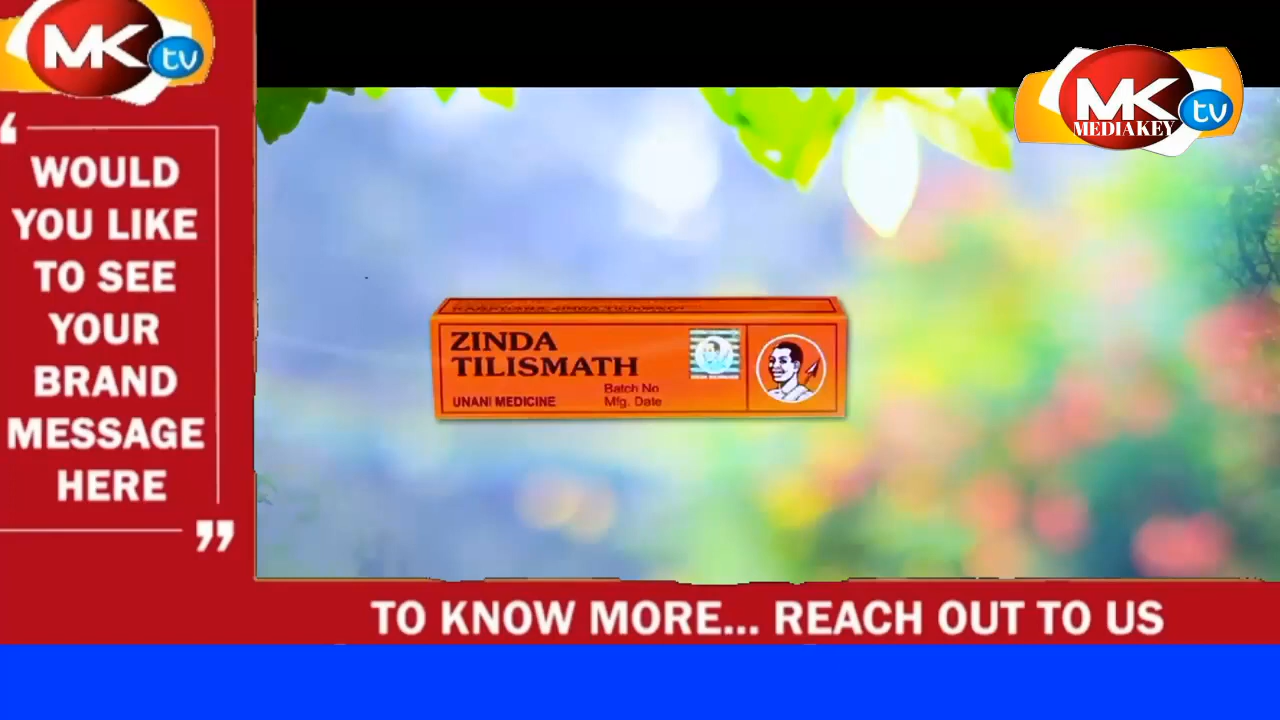 MK tv
WOULD
YOU LIKE
TO SEE
YOUR
BRAND
MESSAGE
HERE
MK tv
MEDIAKEY
ZINDA
TILISMATH
Batch No
UNANI MEDICINE Mfg. Date
TO KNOW MORE... REACH OUT TO US